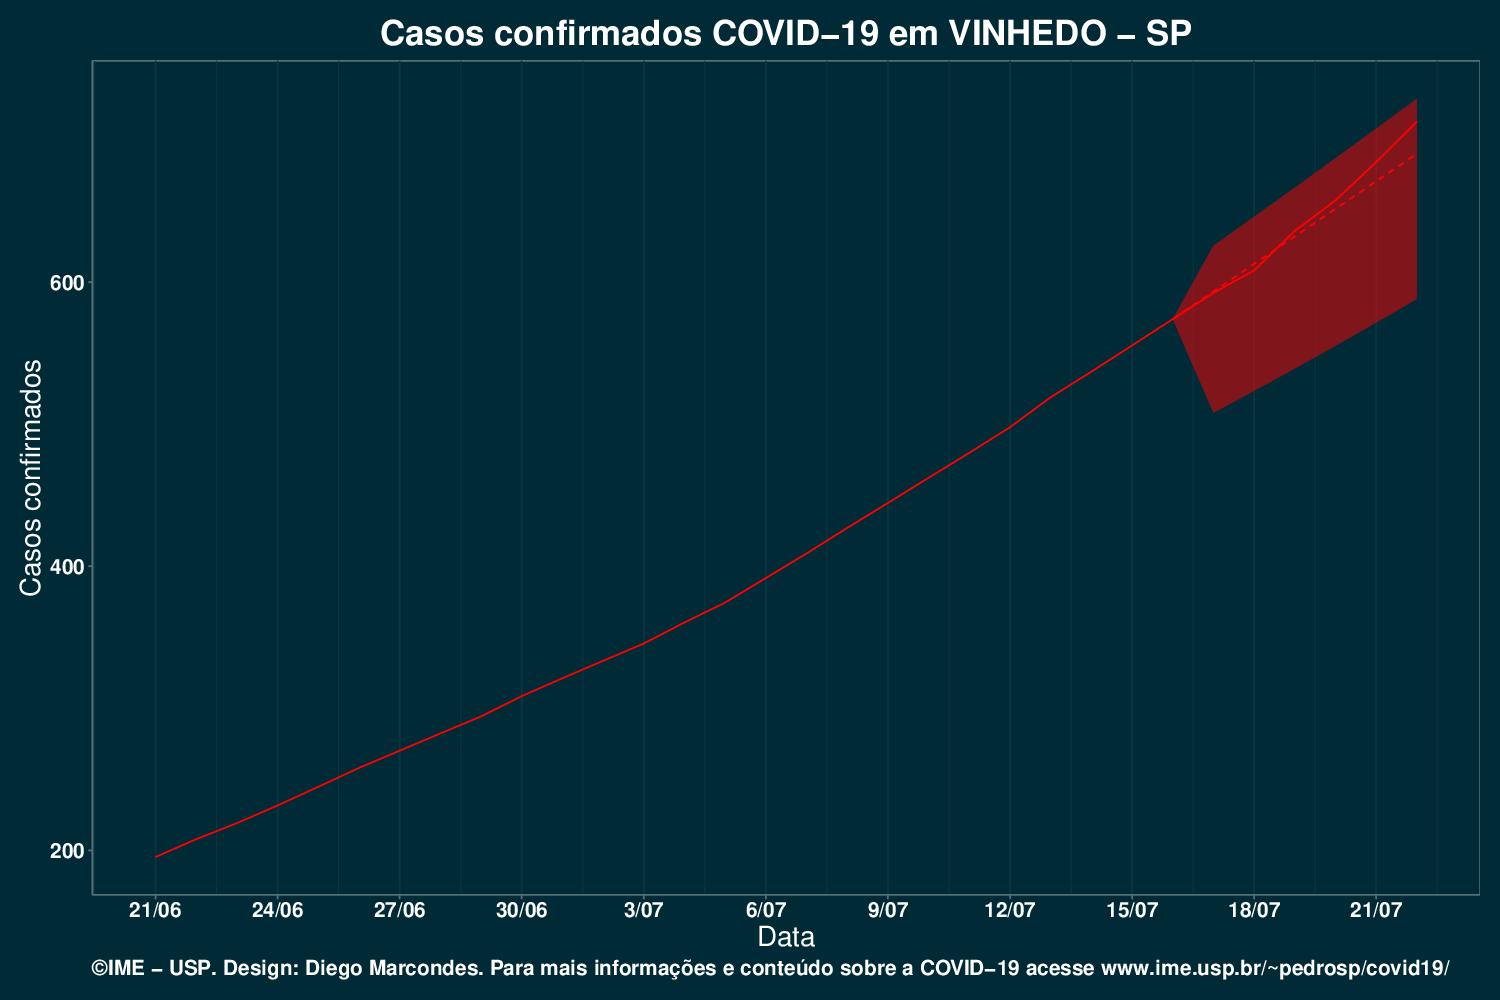 Casos confirmados COVID−19 em VINHEDO − SP
Casos confirmados
600
400
200
21/06 24/06 27/06 30/06 3/07 6/07 9/07 12/07 15/07 18/07 21/07
Data
©IME − USP. Design: Diego Marcondes. Para mais informações e conteúdo sobre a COVID−19 acesse www.ime.usp.br/~pedrosp/covid19/